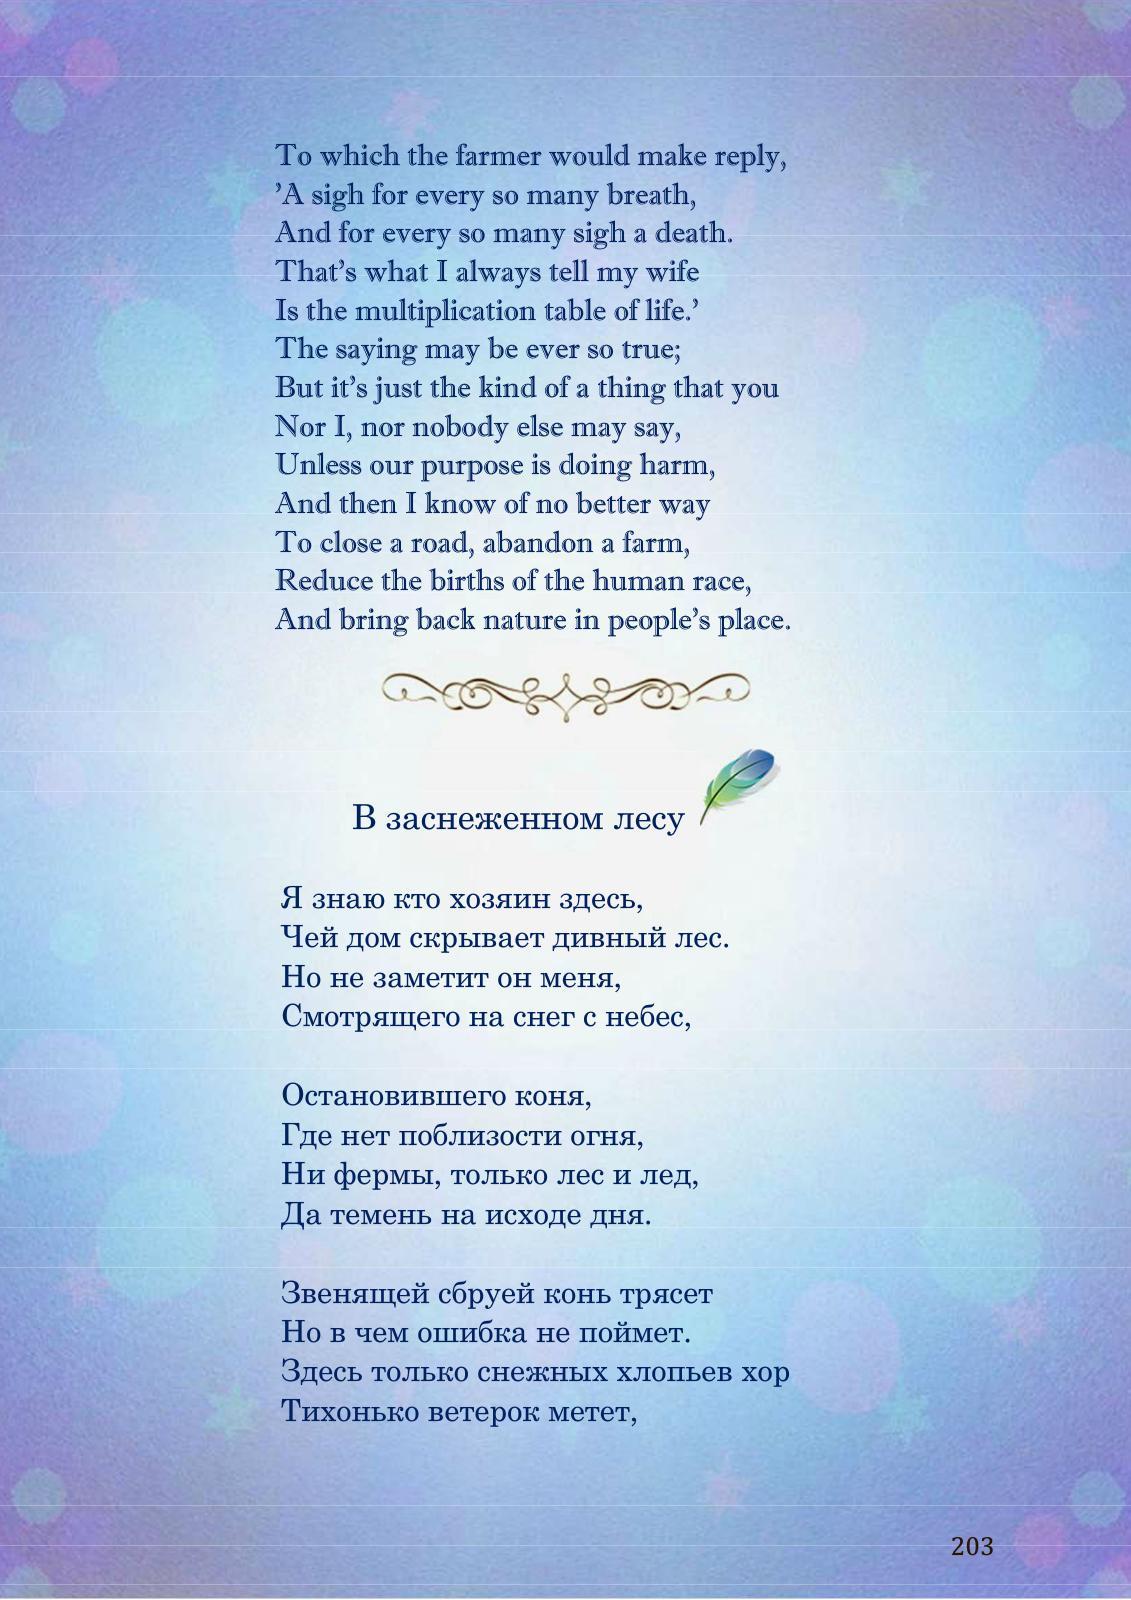 To which the farmer would make reply,
’A sigh for every so many breath,
And for every so many sigh a death.
That’s what I always tell my wife
Is the multiplication table of life.’
The saying may be ever so true;
But it’s just the kind of a thing that you
Nor I, nor nobody else may say,
Unless our purpose is doing harm,
And then I know of no better way
To close a road, abandon a farm,
Reduce the births of the human race,
And bring back nature in people’s place.
В заснеженном лесу
Я знаю кто хозяин здесь,
Чей дом скрывает дивный лес.
Но не заметит он меня,
Смотрящего на снег с небес,
Остановившего коня,
Где нет поблизости огня,
Ни фермы, только лес и лед,
Да темень на исходе дня.
Звенящей сбруей конь трясет
Но в чем ошибка не поймет.
Здесь только снежных хлопьев хор
Тихонько ветерок метет,
203